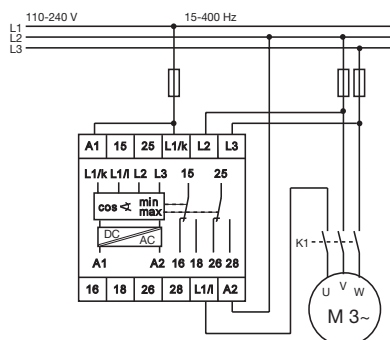 110-240 V 15-400 Hz
L1
L2
L3
A1 15 25 L1/k L2 L3
L1/k L1/l L2 L3 15 25
cos ∢ min
max
DC
AC
A1 A2 16 18 26 28
16 18 26 28 L1/l A2
K1
U V W
M 3~